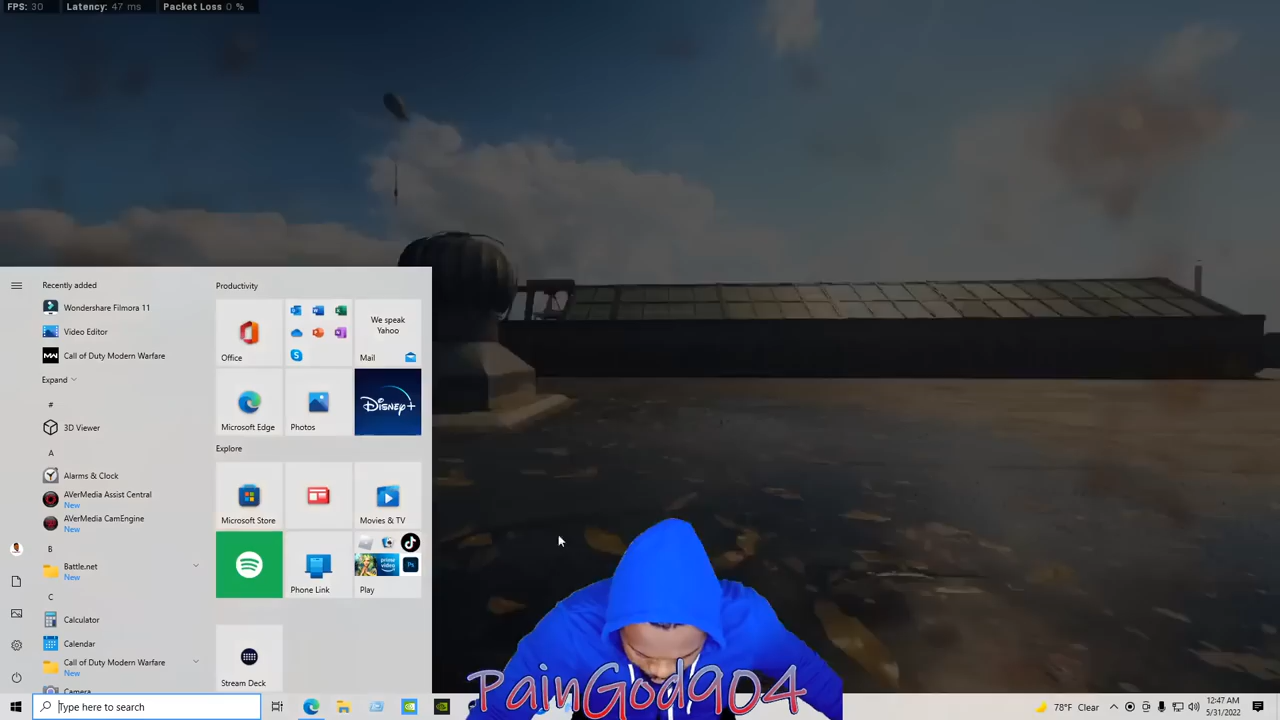 FPS: 30 Latency: 47 ms Packet Loss 0 %
Recently added
Wondershare Filmora 11
Video Editor
Call of Duty Modern Warfare
Expand
#
3D Viewer
A
Alarms & Clock
AVerMedia Assist Central
New
AVerMedia CamEngine
New
B
Battle.net
New
C
Calculator
Calendar
Call of Duty Modern Warfare
New
Camera
Productivity
Office
We speak
Yahoo
Mail
Microsoft Edge
Photos
Disney+
Explore
Microsoft Store
Movies & TV
prime video
Ps
Phone Link
Play
Stream Deck
PainGod904
Type here to search
78°F Clear
12:47 AM
5/31/2022